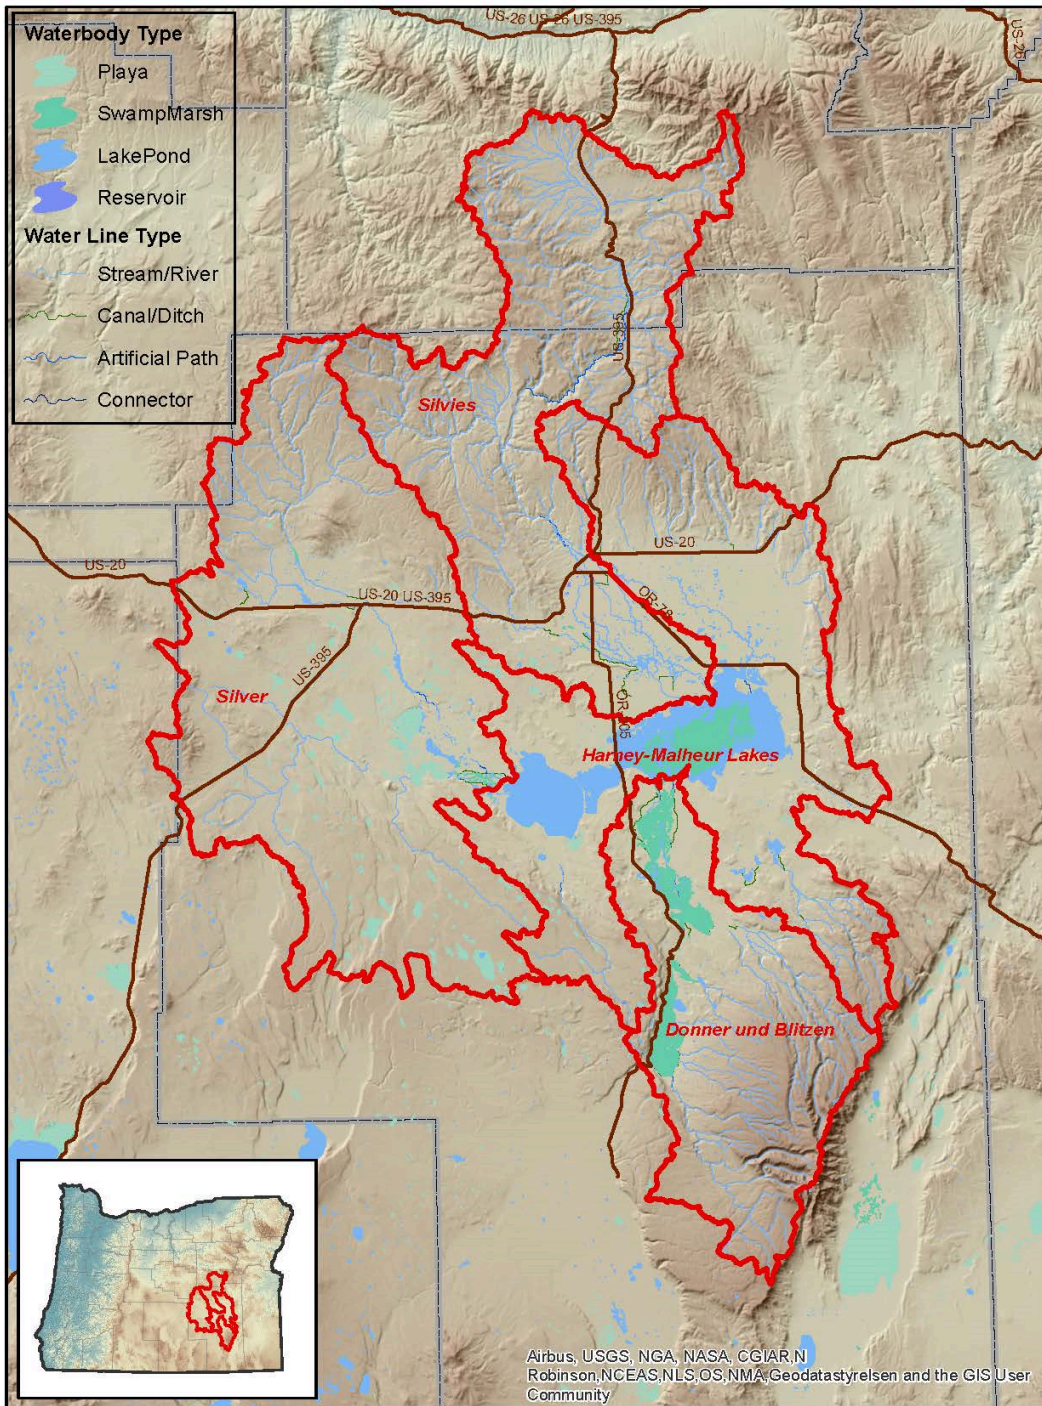 Waterbody Type
Playa
SwampMarsh
LakePond
Reservoir
Water Line Type
Stream/River
Canal/Ditch
Artificial Path
Connector
US-26 US-26 US-395
US-26
US-395
Silvies
US-20
US-20
OR-78
US-20 US-395
US-395
Silver
OR-205
Harney-Malheur Lakes
Donner und Blitzen
Airbus, USGS, NGA, NASA, CGIAR,N
Robinson,NCEAS,NLS,OS,NMA,Geodatastyrelsen and the GIS User
Community